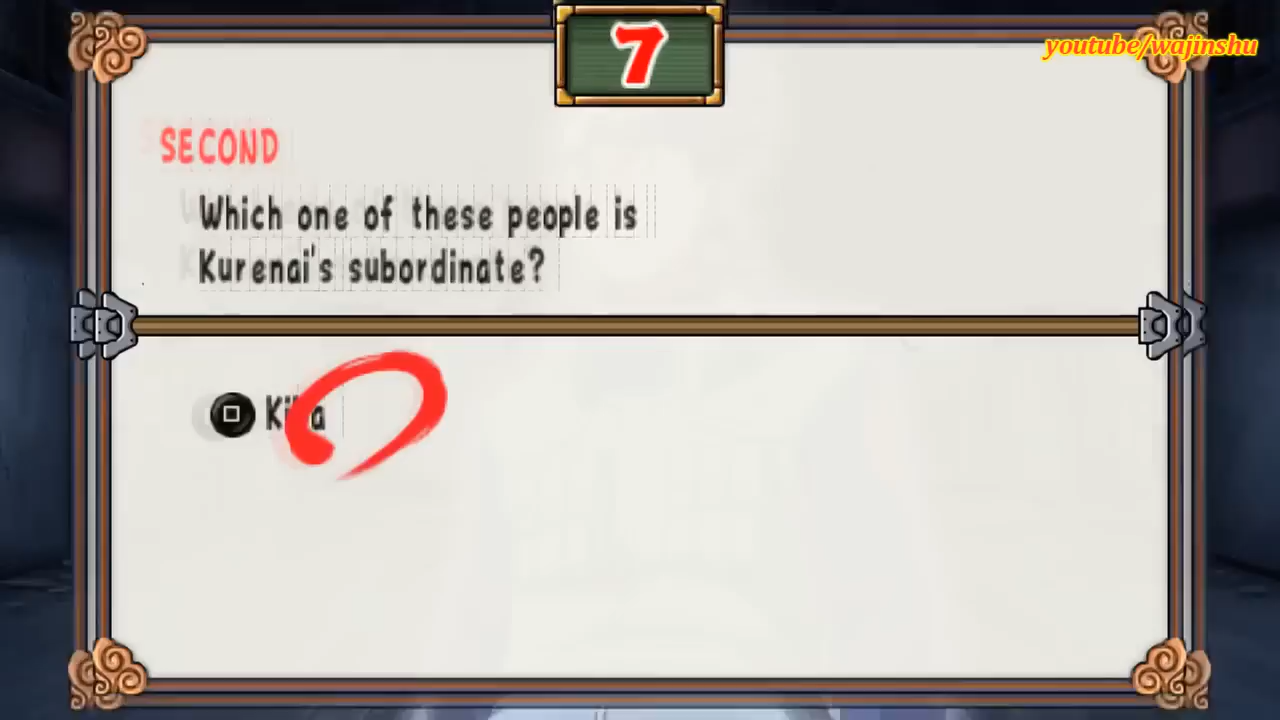 7
youtube/wajinshu
SECOND
Which one of these people is
Kurenai's subordinate?